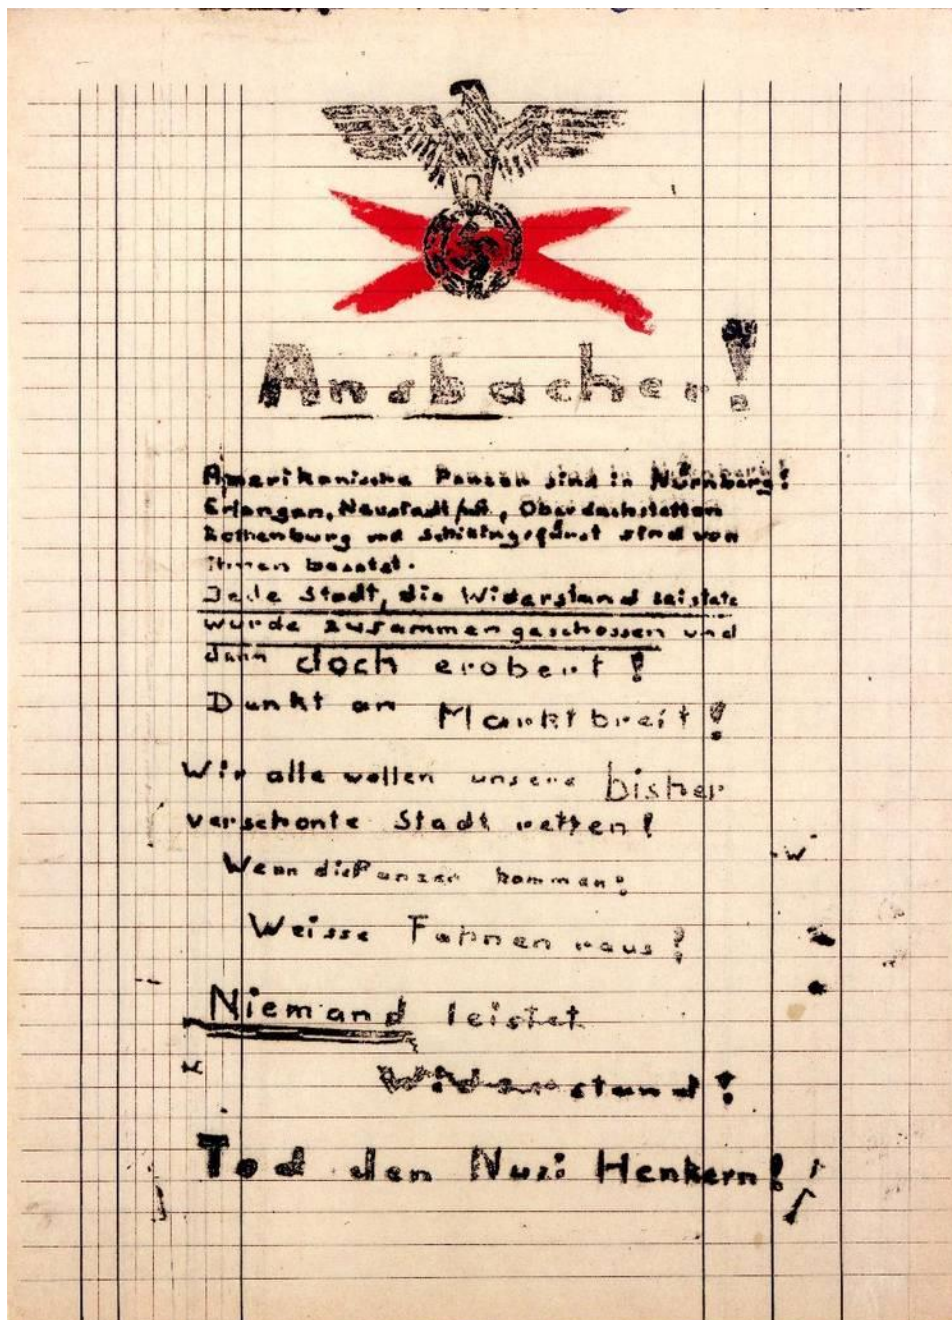 Ansbacher!
Amerikanische Panzer sind in Nürnberg!
Erlangen, Neustadt, Oberdachstetten
Rothenburg und Schillingsfürst sind von
ihnen besetzt.
Jede Stadt, die Widerstand leistete
wurde zusammengeschossen und
dann doch erobert!
Denkt an Marktbreit!
Wir alle wollen unsere bisher
verschonte Stadt retten!
Wenn die Panzer kommen:
Weisse Fahnen raus!
Niemand leistet
Widerstand!
Tod den Nazi Henkern!